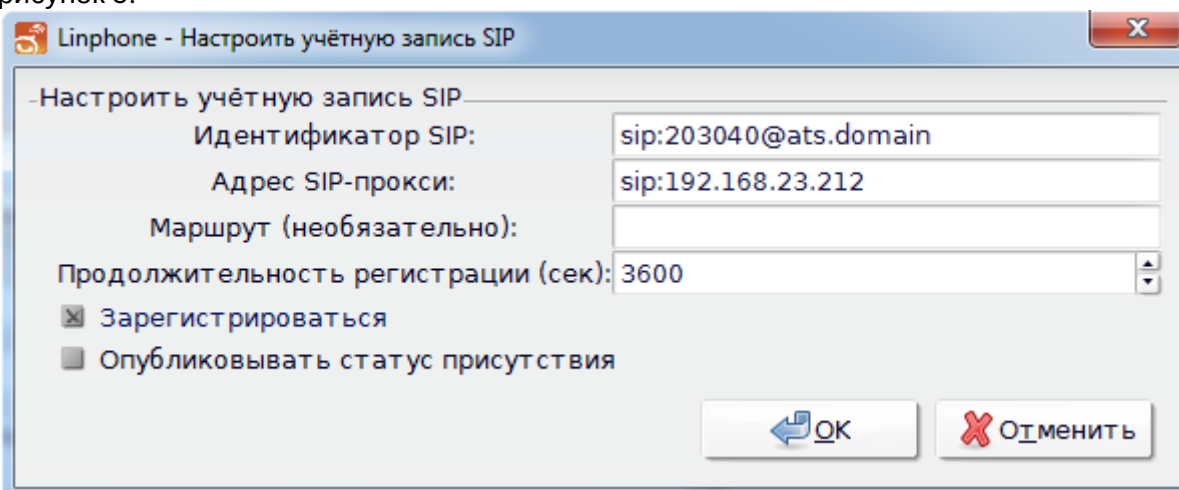 Linphone - Настроить учётную запись SIP
Настроить учётную запись SIP
Идентификатор SIP: sip:203040@ats.domain
Адрес SIP-прокси: sip:192.168.23.212
Маршрут (необязательно):
Продолжительность регистрации (сек): 3600
Зарегистрироваться
Опубликовывать статус присутствия
OK Отменить